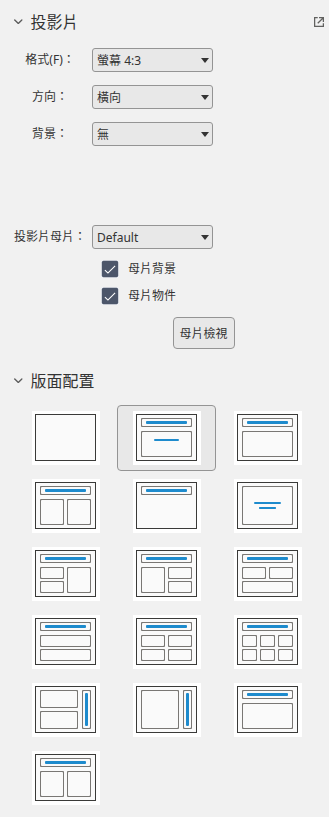 投影片
格式(F)：
螢幕 4:3
方向：
橫向
背景：
無
投影片母片：
Default
母片背景
母片物件
母片檢視
版面配置